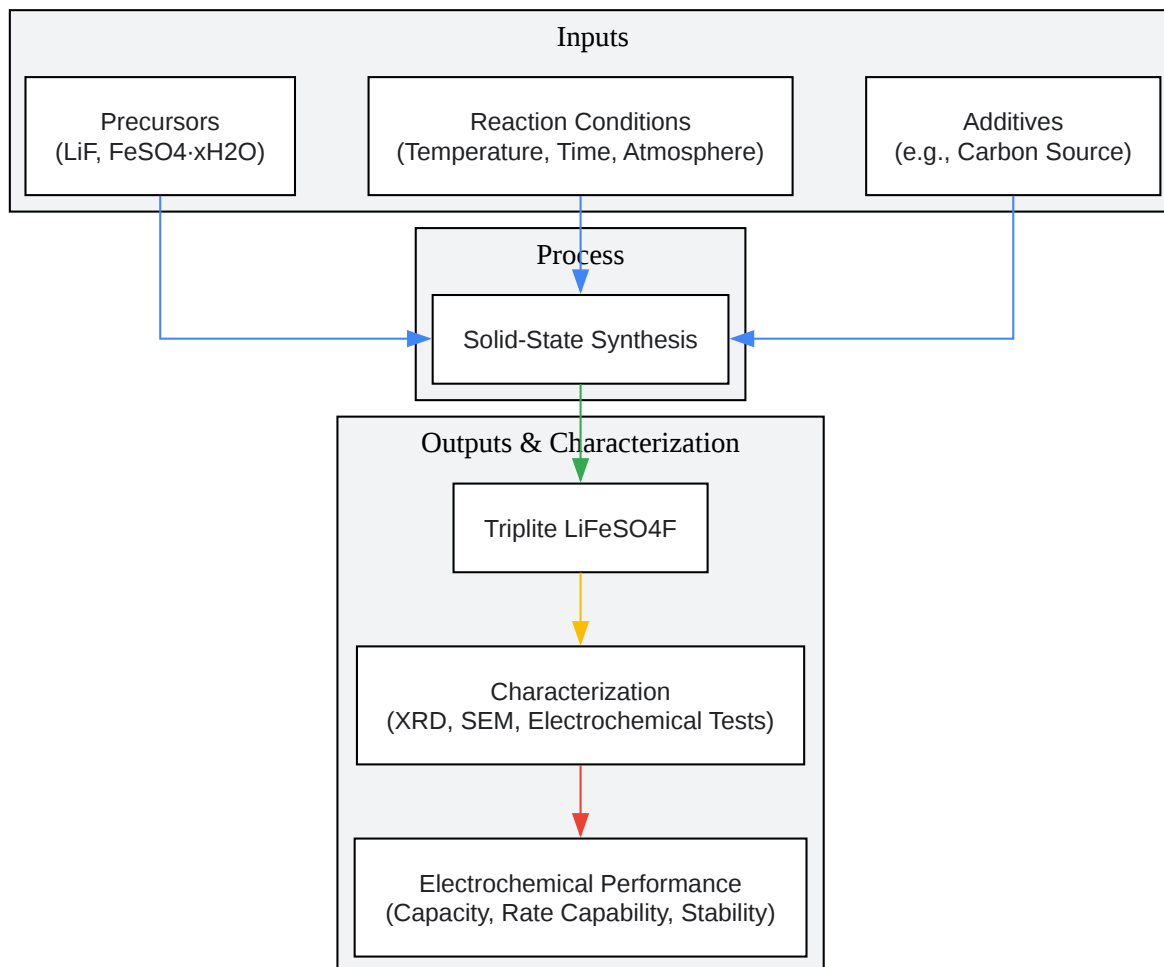 Inputs
Precursors
(LiF, FeSO4·xH2O)
Reaction Conditions
(Temperature, Time, Atmosphere)
Additives
(e.g., Carbon Source)
Process
Solid-State Synthesis
Outputs & Characterization
Triplite LiFeSO4F
Characterization
(XRD, SEM, Electrochemical Tests)
Electrochemical Performance
(Capacity, Rate Capability, Stability)